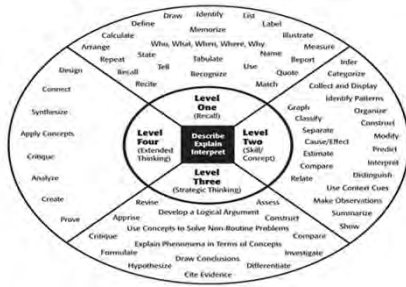 Draw Identify List
Define Memorize Label
Calculate Illustrate
Who, What, When, Where, Why
Arrange State Tabulate Name Measure
Repeat Tell Use Report
Recall Recognize Quote
Recite Match
Infer
Categorize
Collect and Display
Identify Patterns
Graph Organize
Classify Construct
Separate Modify
Cause/Effect Predict
Estimate Interpret
Compare Distinguish
Relate Use Context Cues
Make Observations
Summarize
Show
Design
Connect
Synthesize
Apply Concepts
Critique
Analyze
Create
Prove
Level
One
(Recall)
Level
Four
(Extended
Thinking)
Describe
Explain
Interpret
Level
Two
(Skill/
Concept)
Level
Three
(Strategic Thinking)
Revise Assess
Apprise Develop a Logical Argument Construct
Critique Use Concepts to Solve Non-Routine Problems Compare
Explain Phenomena in Terms of Concepts
Formulate Draw Conclusions Investigate
Hypothesize Differentiate
Cite Evidence